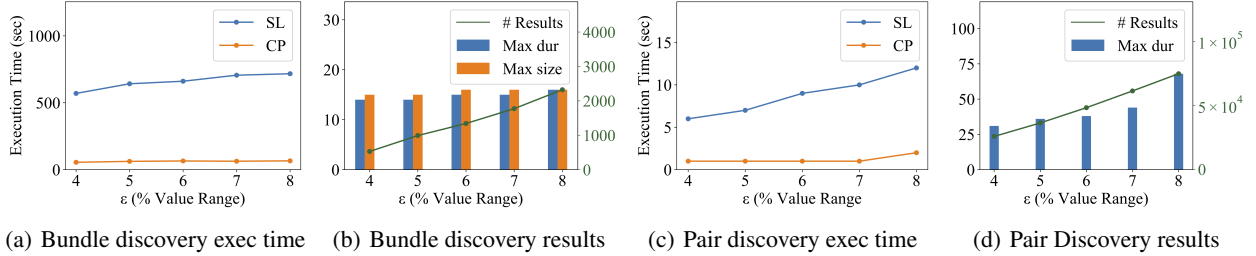 Execution Time (sec)
1000
500
0
SL
CP
4 5 6 7 8
ε (% Value Range)
(a) Bundle discovery exec time
30
20
10
0
# Results
Max dur
Max size
4000
3000
2000
1000
0
4 5 6 7 8
ε (% Value Range)
(b) Bundle discovery results
Execution Time (sec)
15
10
5
0
SL
CP
4 5 6 7 8
ε (% Value Range)
(c) Pair discovery exec time
100
75
50
25
0
# Results
Max dur
1 × 10⁵
5 × 10⁴
0
4 5 6 7 8
ε (% Value Range)
(d) Pair Discovery results